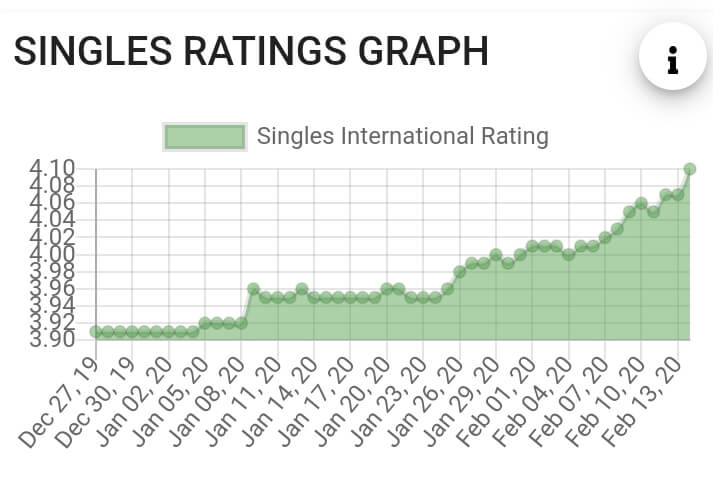 SINGLES RATINGS GRAPH
i
Singles International Rating
4.10
4.08
4.06
4.04
4.02
4.00
3.98
3.96
3.94
3.92
3.90
Dec 27, 19
Dec 30, 19
Jan 02, 20
Jan 05, 20
Jan 08, 20
Jan 11, 20
Jan 14, 20
Jan 17, 20
Jan 20, 20
Jan 23, 20
Jan 26, 20
Jan 29, 20
Feb 01, 20
Feb 04, 20
Feb 07, 20
Feb 10, 20
Feb 13, 20